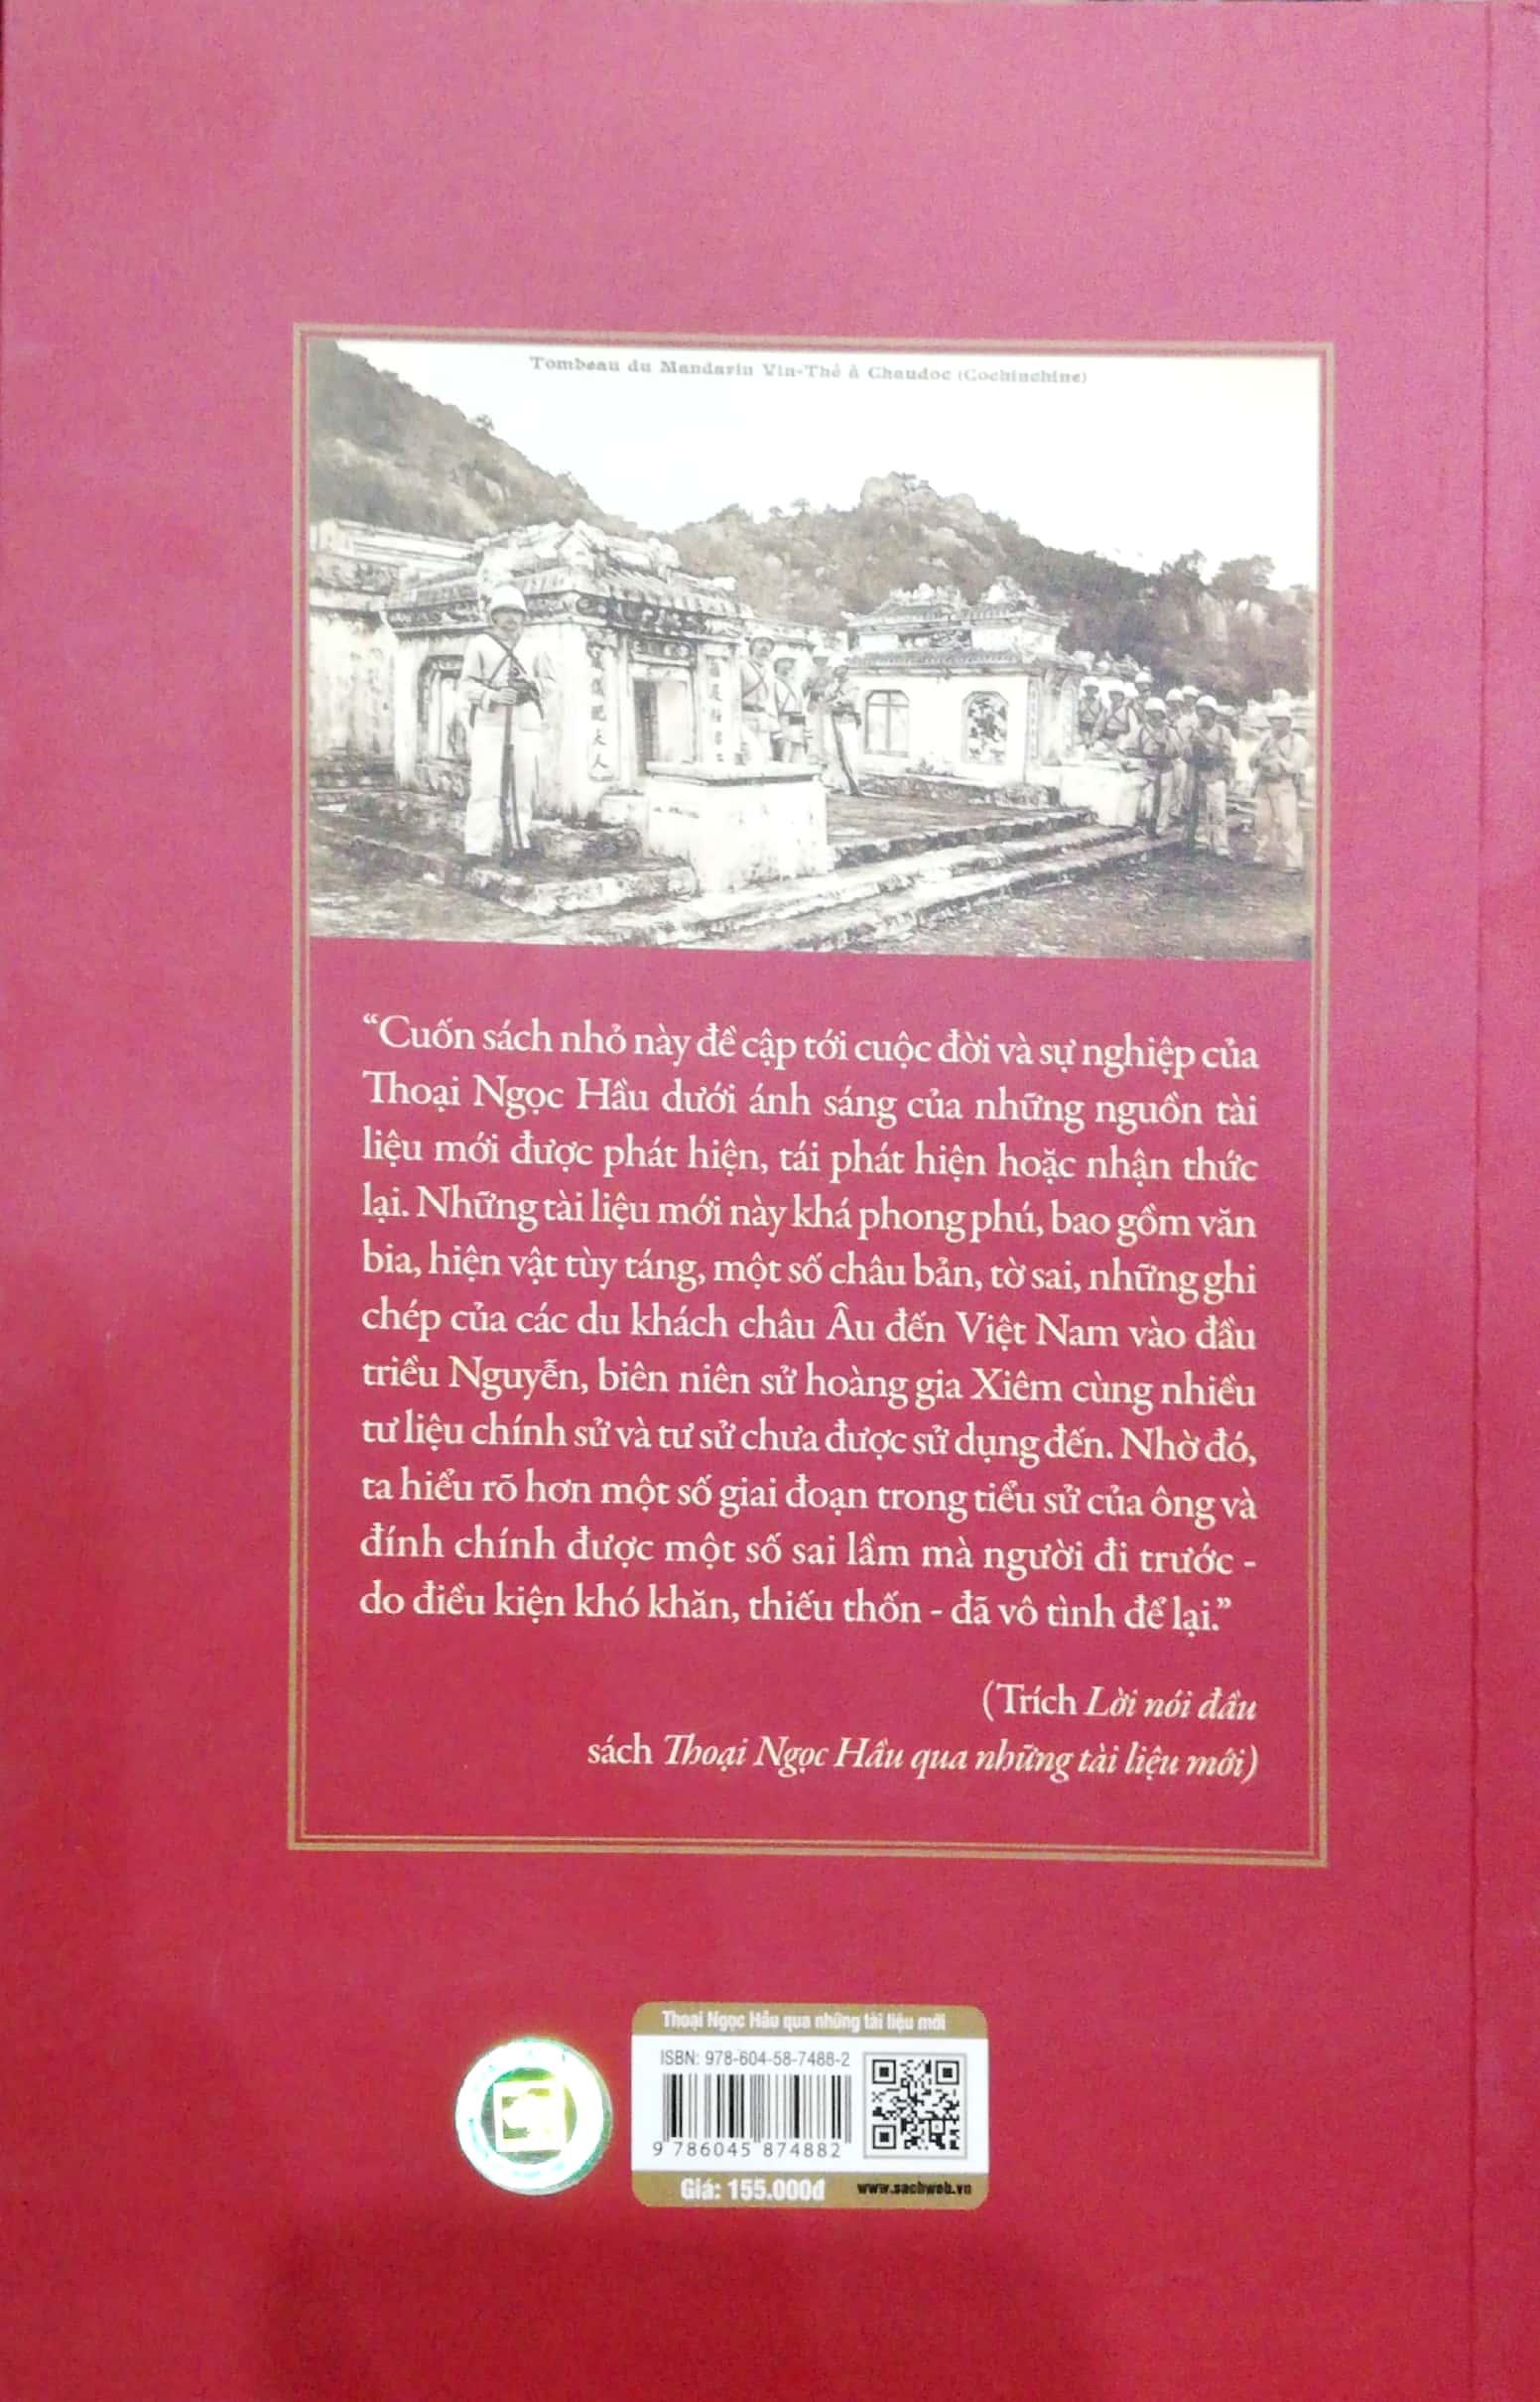 Tombeau du Mandarin Vin-Thê à Chaudoc (Cochinchine)
“Cuốn sách nhỏ này đề cập tới cuộc đời và sự nghiệp của
Thoại Ngọc Hầu dưới ánh sáng của những nguồn tài
liệu mới được phát hiện, tái phát hiện hoặc nhận thức
lại. Những tài liệu mới này khá phong phú, bao gồm văn
bia, hiện vật tùy táng, một số châu bản, tờ sai, những ghi
chép của các du khách châu Âu đến Việt Nam vào đầu
triều Nguyễn, biên niên sử hoàng gia Xiêm cùng nhiều
tư liệu chính sử và tư sử chưa được sử dụng đến. Nhờ đó,
ta hiểu rõ hơn một số giai đoạn trong tiểu sử của ông và
đính chính được một số sai lầm mà người đi trước -
do điều kiện khó khăn, thiếu thốn - đã vô tình để lại.”
(Trích Lời nói đầu
sách Thoại Ngọc Hầu qua những tài liệu mới)
Thoại Ngọc Hầu qua những tài liệu mới
ISBN: 978-604-58-7488-2
9 786045 874882
Giá: 155.000đ
www.sachweb.vn